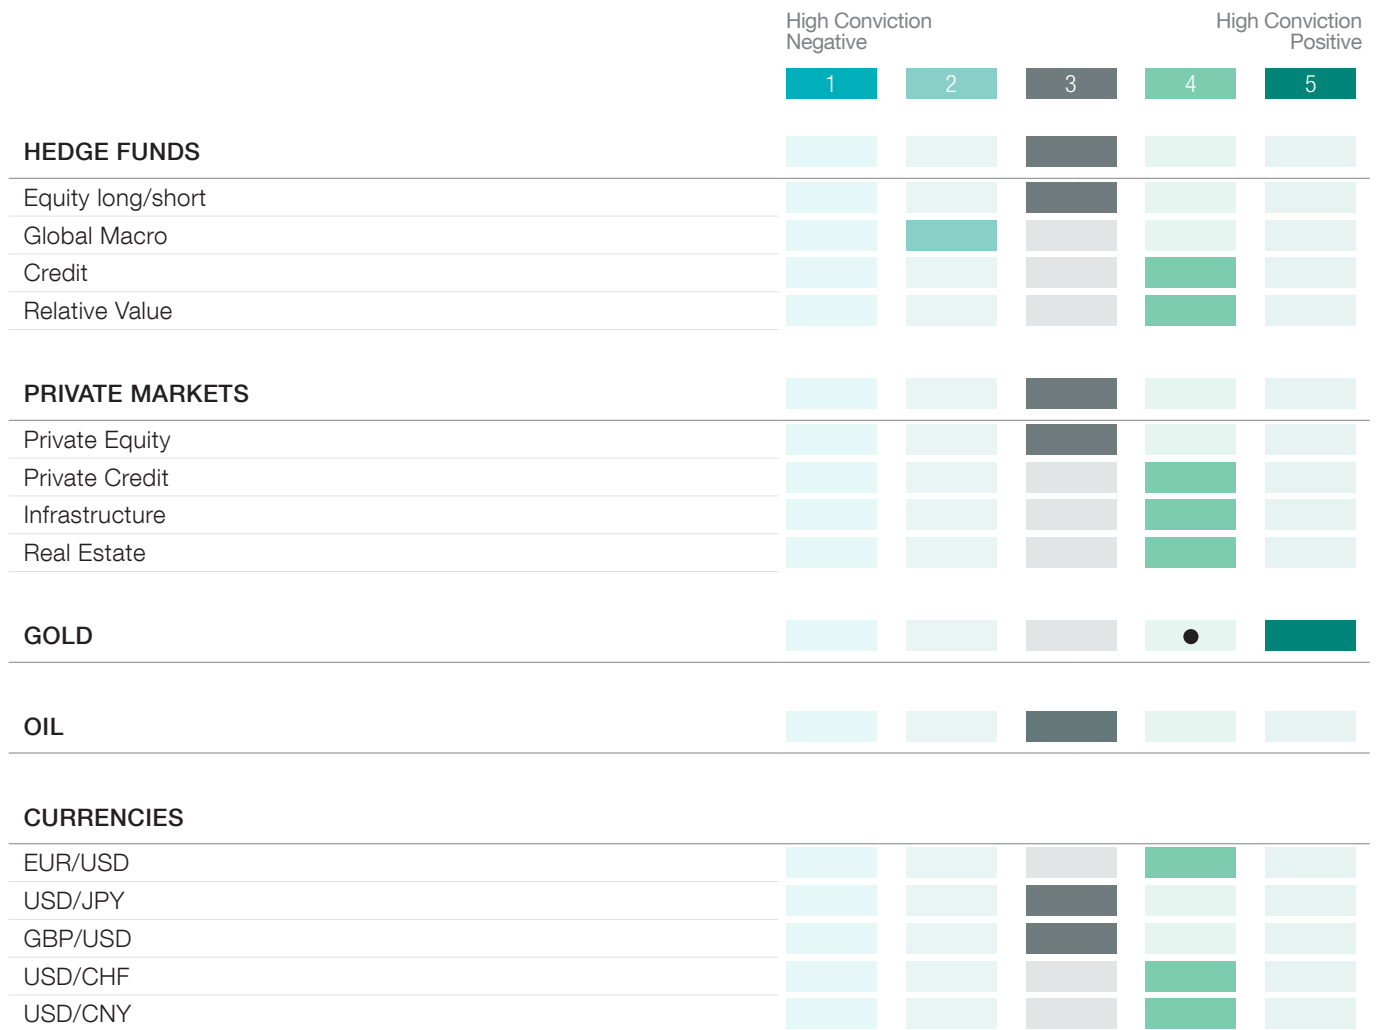 High Conviction
Negative
High Conviction
Positive
1 2 3 4 5
HEDGE FUNDS
Equity long/short
Global Macro
Credit
Relative Value
PRIVATE MARKETS
Private Equity
Private Credit
Infrastructure
Real Estate
GOLD
OIL
CURRENCIES
EUR/USD
USD/JPY
GBP/USD
USD/CHF
USD/CNY